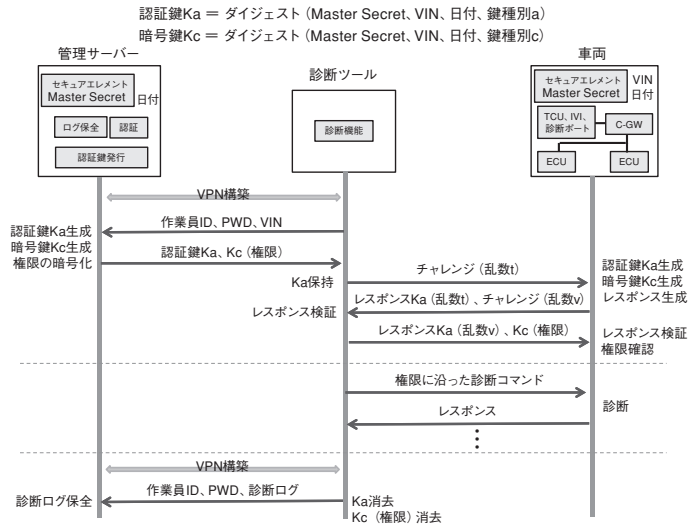 認証鍵Ka = ダイジェスト (Master Secret、VIN、日付、鍵種別a)
暗号鍵Kc = ダイジェスト (Master Secret、VIN、日付、鍵種別c)
管理サーバー
診断ツール
車両
セキュアエレメント
Master Secret
日付
ログ保全
認証
認証鍵発行
診断機能
セキュアエレメント
Master Secret
VIN
日付
TCU、IVI、
診断ポート
C-GW
ECU
ECU
VPN構築
作業員ID、PWD、VIN
認証鍵Ka生成
暗号鍵Kc生成
権限の暗号化
認証鍵Ka、Kc (権限)
Ka保持
チャレンジ (乱数t)
認証鍵Ka生成
暗号鍵Kc生成
レスポンス生成
レスポンスKa (乱数t) 、チャレンジ (乱数v)
レスポンス検証
レスポンスKa (乱数v) 、Kc (権限)
レスポンス検証
権限確認
権限に沿った診断コマンド
診断
レスポンス
VPN構築
作業員ID、PWD、診断ログ
診断ログ保全
Ka消去
Kc (権限) 消去